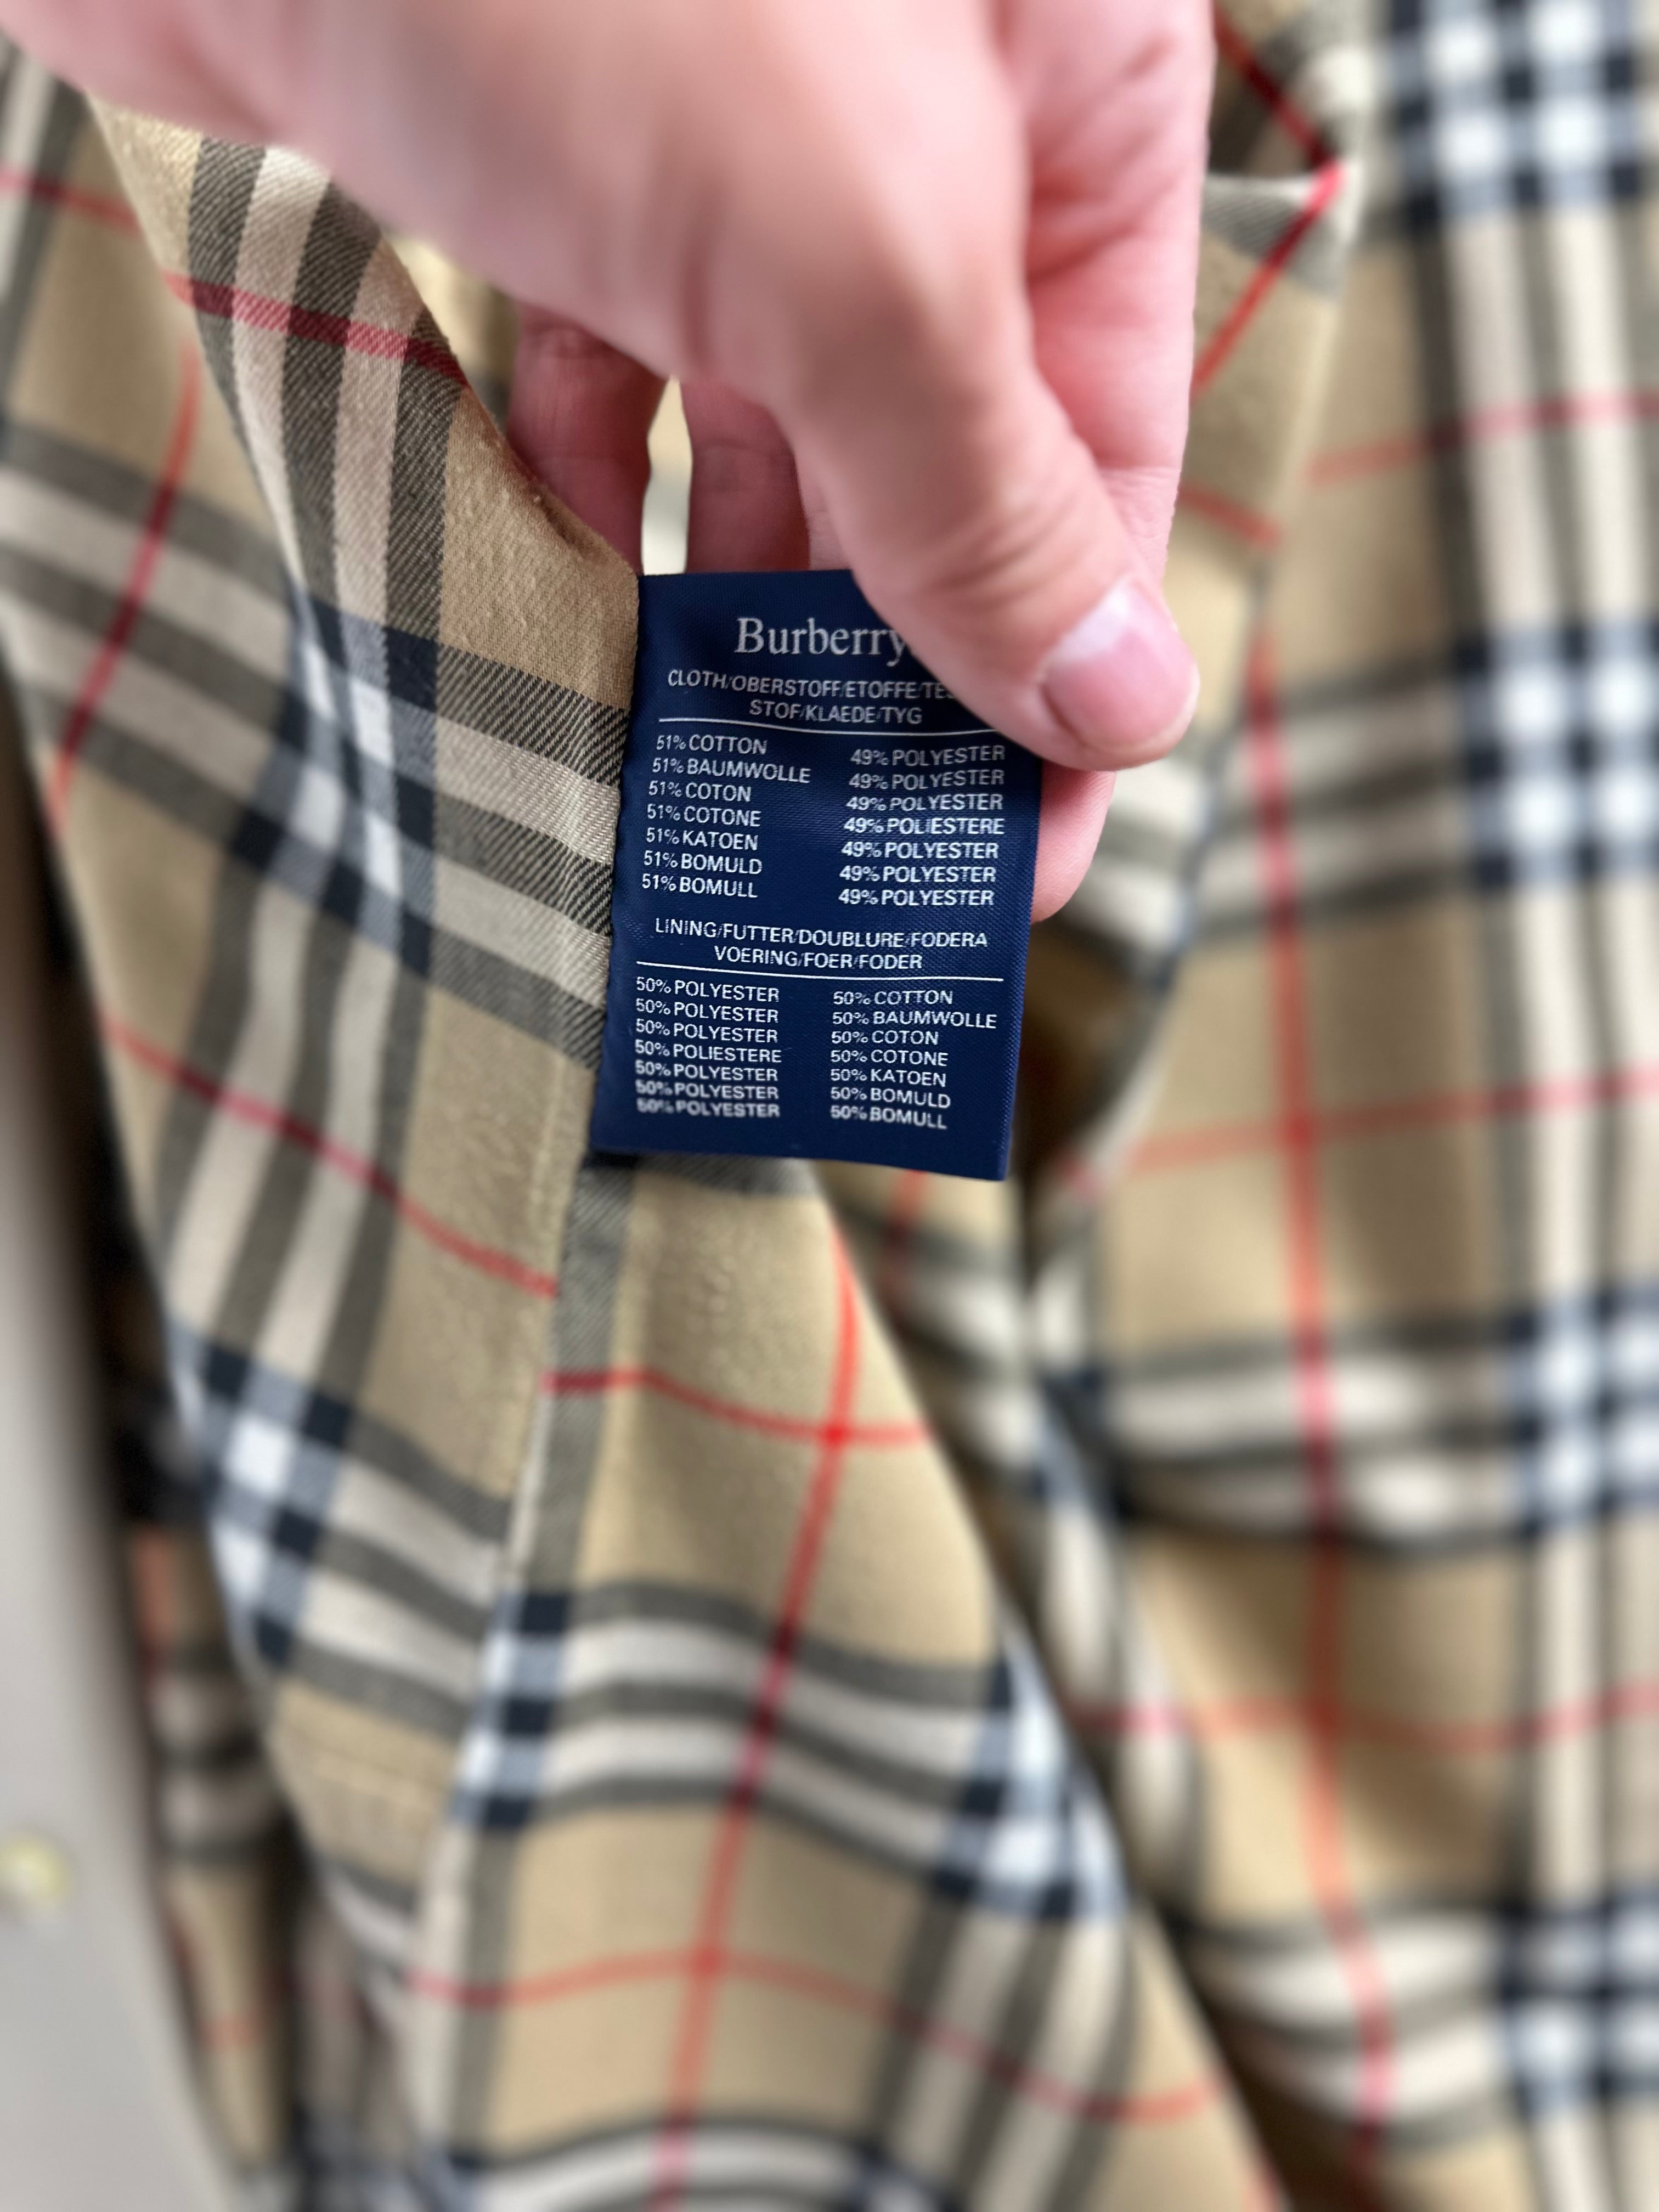 Burberry
CLOTH/OBERSTOFF/ETOFFE/
STOF/KLAEDE/TYG
51% COTTON 49% POLYESTER
51% BAUMWOLLE 49% POLYESTER
51% COTON 49% POLYESTER
51% COTONE 49% POLIESTERE
51% KATOEN 49% POLYESTER
51% BOMULD 49% POLYESTER
51% BOMULL 49% POLYESTER
LINING/FUTTER/DOUBLURE/FODERA
VOERING/FOER/FODER
50% POLYESTER 50% COTTON
50% POLYESTER 50% BAUMWOLLE
50% POLYESTER 50% COTON
50% POLIESTERE 50% COTONE
50% POLYESTER 50% KATOEN
50% POLYESTER 50% BOMULD
50% POLYESTER 50% BOMULL